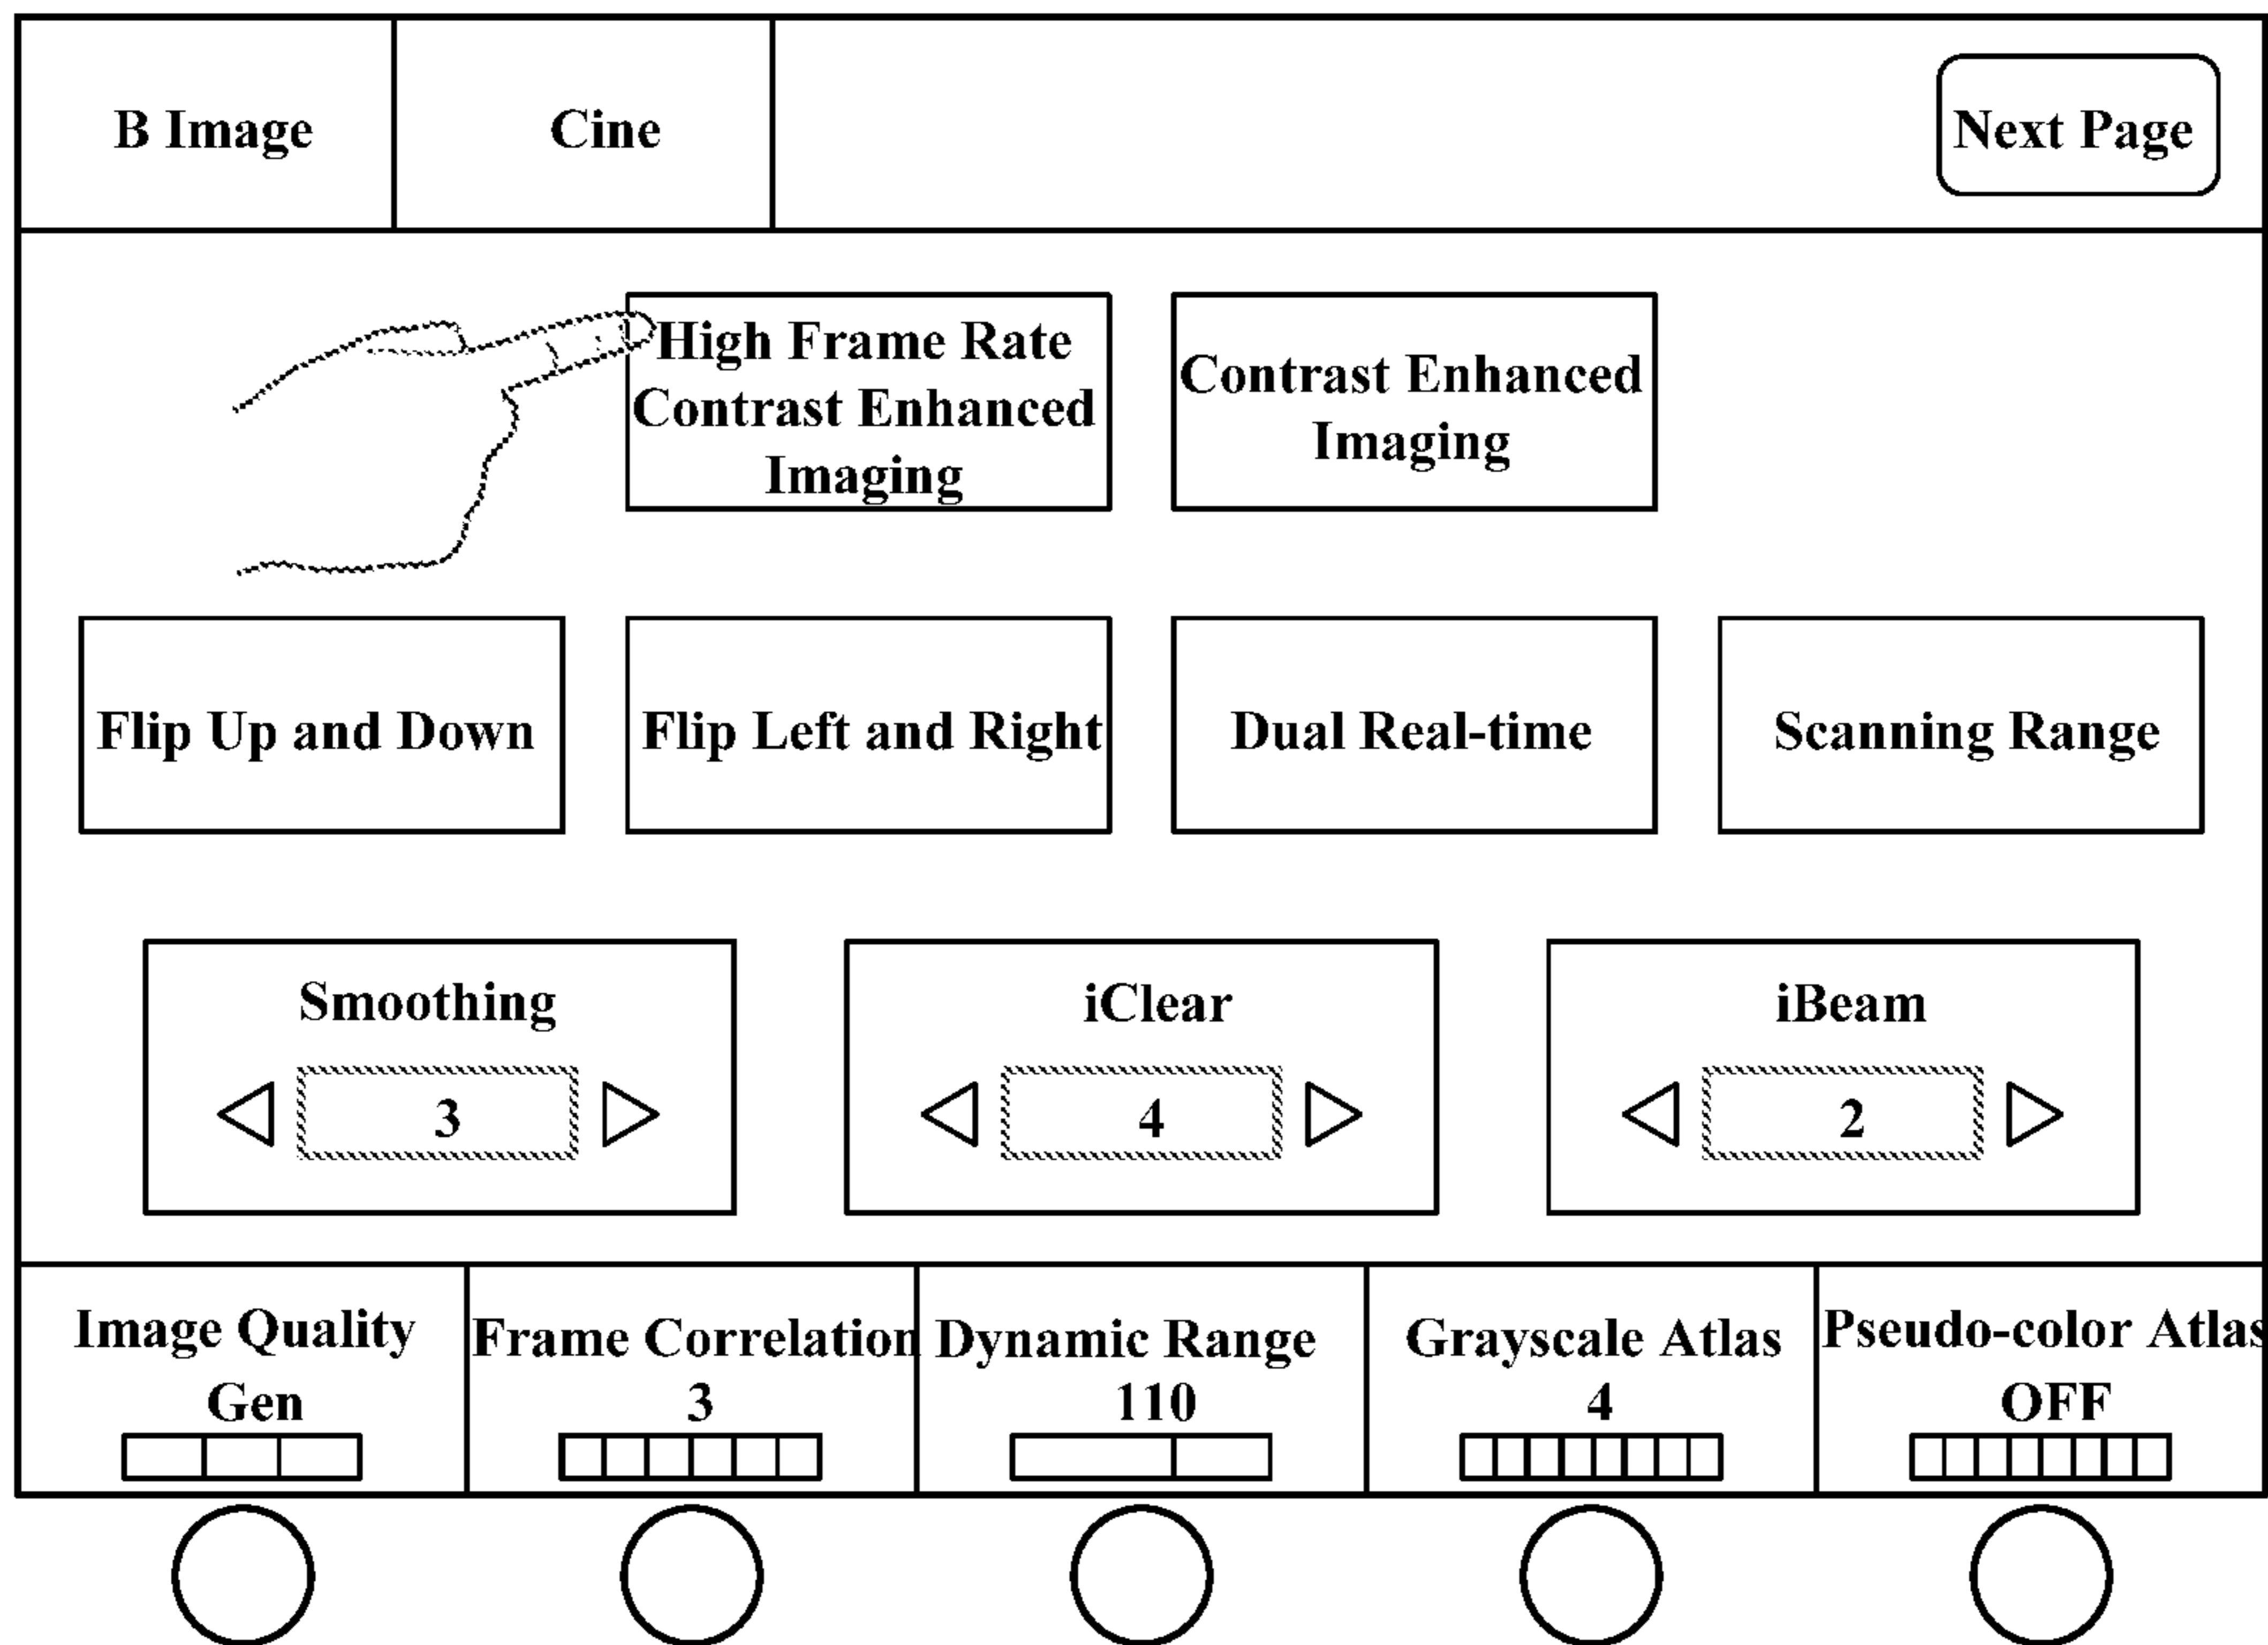 B Image
Cine
Next Page
High Frame Rate
Contrast Enhanced
Imaging
Contrast Enhanced
Imaging
Flip Up and Down
Flip Left and Right
Dual Real-time
Scanning Range
Smoothing
3
iClear
4
iBeam
2
Image Quality
Gen
Frame Correlation
3
Dynamic Range
110
Grayscale Atlas
4
Pseudo-color Atlas
OFF